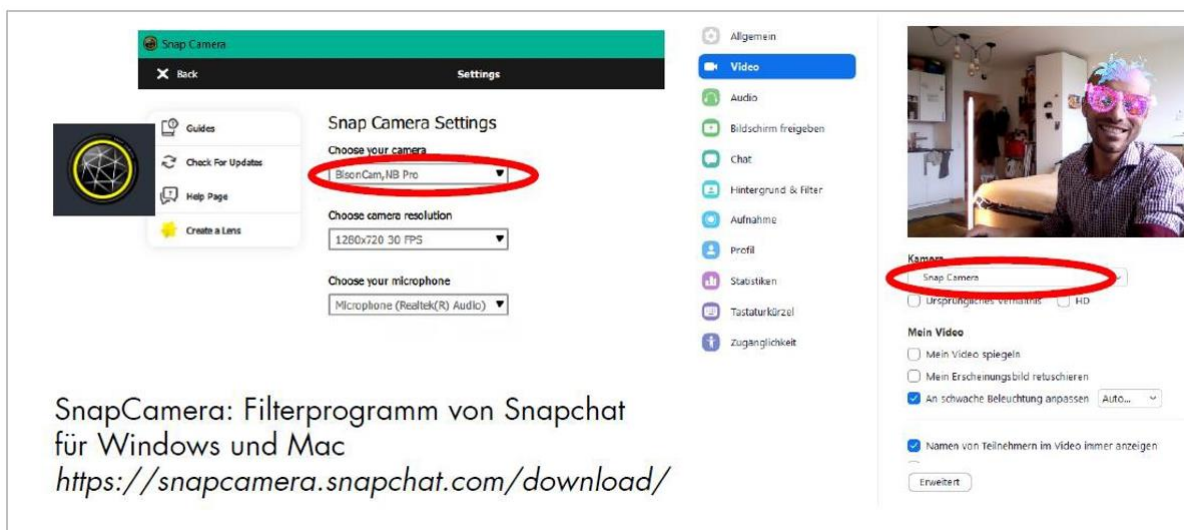 Snap Camera
X Back
Settings
Guides
Check For Updates
Help Page
Create a Lens
Snap Camera Settings
Choose your camera
BisonCam,NB Pro
Choose camera resolution
1280x720 30 FPS
Choose your microphone
Microphone (Realtek(R) Audio)
SnapCamera: Filterprogramm von Snapchat
für Windows und Mac
https://snapcamera.snapchat.com/download/
Allgemein
Video
Audio
Bildschirm freigeben
Chat
Hintergrund & Filter
Aufnahme
Profil
Statistiken
Tastaturkürzel
Zugänglichkeit
Kamera
Snap Camera
Ursprüngliches Verhältnis HD
Mein Video
Mein Video spiegeln
Mein Erscheinungsbild retuschieren
An schwache Beleuchtung anpassen Auto...
Namen von Teilnehmern im Video immer anzeigen
Erweitert